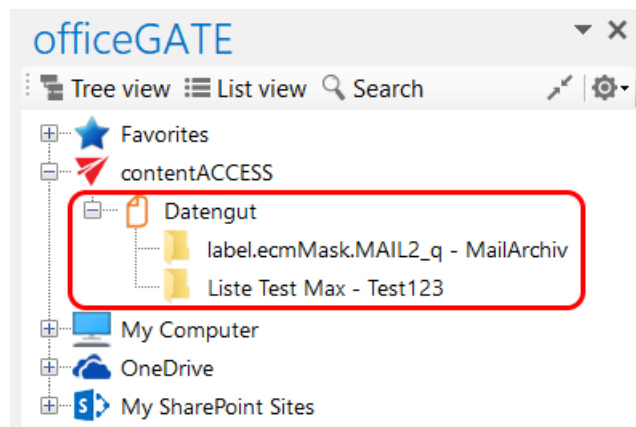 officeGATE
Tree view List view Search
Favorites
contentACCESS
Datengut
label.ecmMask.MAIL2_q - MailArchiv
Liste Test Max - Test123
My Computer
OneDrive
My SharePoint Sites